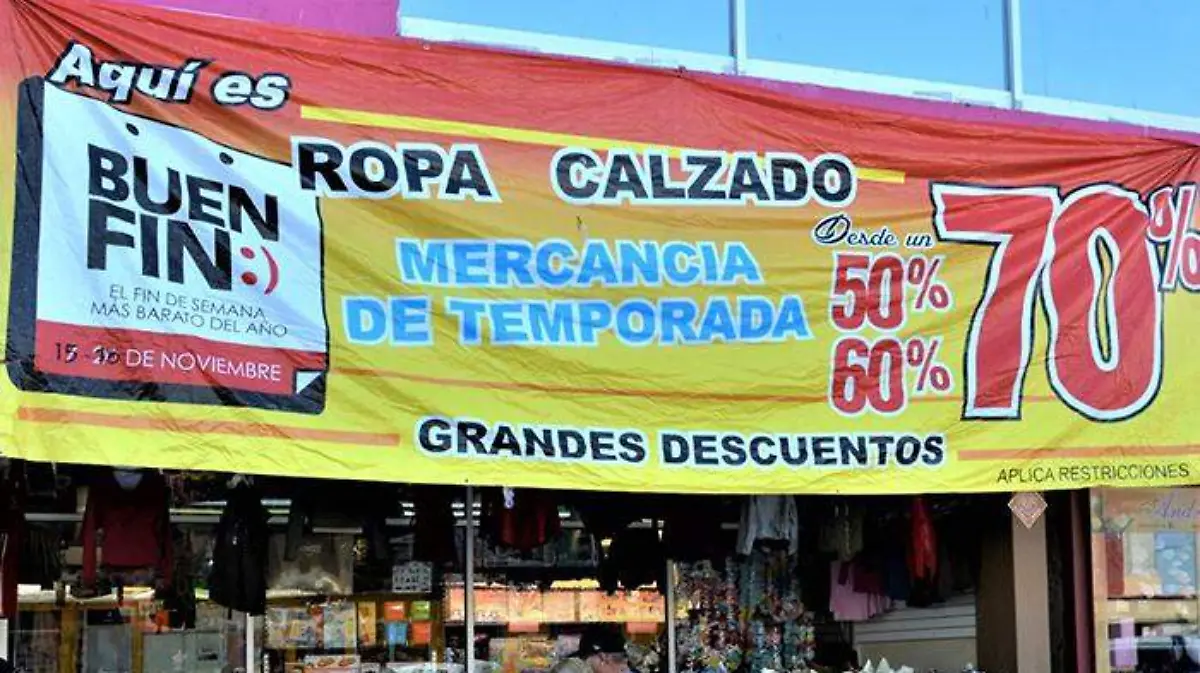 Aquí es
BUEN
FIN:)
EL FIN DE SEMANA
MÁS BARATO DEL AÑO
DE NOVIEMBRE
ROPA CALZADO
MERCANCIA
DE TEMPORADA
Desde un
50%
60%
70%
GRANDES DESCUENTOS
APLICA RESTRICCIONES